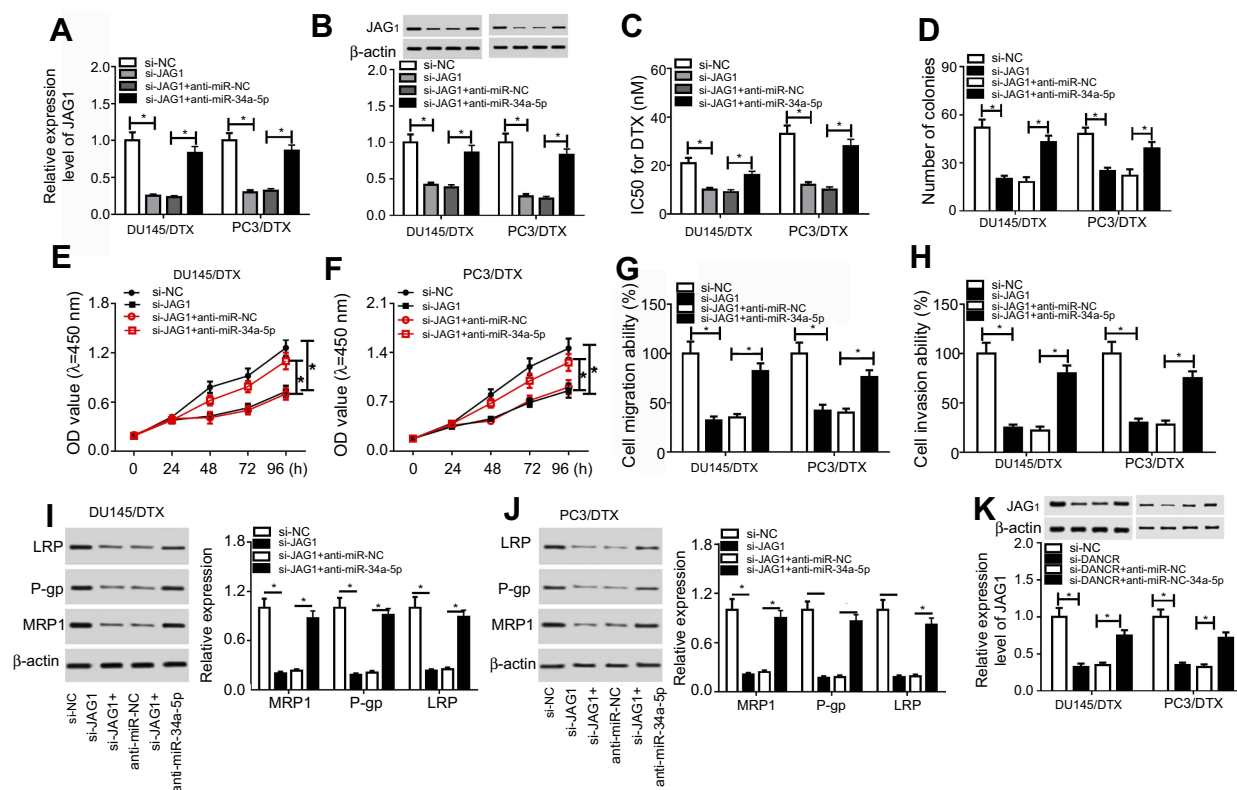 A
Relative expression
level of JAG1
2.0
1.5
1.0
0.5
0.0
si-NC
si-JAG1
si-JAG1+anti-miR-NC
si-JAG1+anti-miR-34a-5p
*
*
*
*
DU145/DTX
PC3/DTX
B
JAG1
β-actin
2.0
1.5
1.0
0.5
0.0
si-NC
si-JAG1
si-JAG1+anti-miR-NC
si-JAG1+anti-miR-34a-5p
*
*
*
*
DU145/DTX
PC3/DTX
C
IC50 for DTX (nM)
60
40
20
0
si-NC
si-JAG1
si-JAG1+anti-miR-NC
si-JAG1+anti-miR-34a-5p
*
*
*
*
DU145/DTX
PC3/DTX
D
Number of colonies
90
60
30
0
si-NC
si-JAG1
si-JAG1+anti-miR-NC
si-JAG1+anti-miR-34a-5p
*
*
*
*
DU145/DTX
PC3/DTX
E
DU145/DTX
OD value (λ=450 nm)
1.8
1.2
0.6
0.0
si-NC
si-JAG1
si-JAG1+anti-miR-NC
si-JAG1+anti-miR-34a-5p
*
*
0 24 48 72 96 (h)
F
PC3/DTX
OD value (λ=450 nm)
2.1
1.4
0.7
0.0
si-NC
si-JAG1
si-JAG1+anti-miR-NC
si-JAG1+anti-miR-34a-5p
*
*
0 24 48 72 96 (h)
G
Cell migration ability (%)
150
100
50
0
si-NC
si-JAG1
si-JAG1+anti-miR-NC
si-JAG1+anti-miR-34a-5p
*
*
*
*
DU145/DTX
PC3/DTX
H
Cell invasion ability (%)
150
100
50
0
si-NC
si-JAG1
si-JAG1+anti-miR-NC
si-JAG1+anti-miR-34a-5p
*
*
*
*
DU145/DTX
PC3/DTX
I
DU145/DTX
LRP
P-gp
MRP1
β-actin
si-NC
si-JAG1
si-JAG1+
anti-miR-NC
si-JAG1+
anti-miR-34a-5p
Relative expression
1.8
1.2
0.6
0.0
si-NC
si-JAG1
si-JAG1+anti-miR-NC
si-JAG1+anti-miR-34a-5p
*
*
*
*
*
*
MRP1 P-gp LRP
J
PC3/DTX
LRP
P-gp
MRP1
β-actin
si-NC
si-JAG1
si-JAG1+
anti-miR-NC
si-JAG1+
anti-miR-34a-5p
Relative expression
1.8
1.2
0.6
0.0
si-NC
si-JAG1
si-JAG1+anti-miR-NC
si-JAG1+anti-miR-34a-5p
*
*
*
*
MRP1 P-gp LRP
K
JAG1
β-actin
Relative expression
level of JAG1
2.0
1.5
1.0
0.5
0.0
si-NC
si-DANCR
si-DANCR+anti-miR-NC
si-DANCR+anti-miR-NC-34a-5p
*
*
*
*
DU145/DTX
PC3/DTX